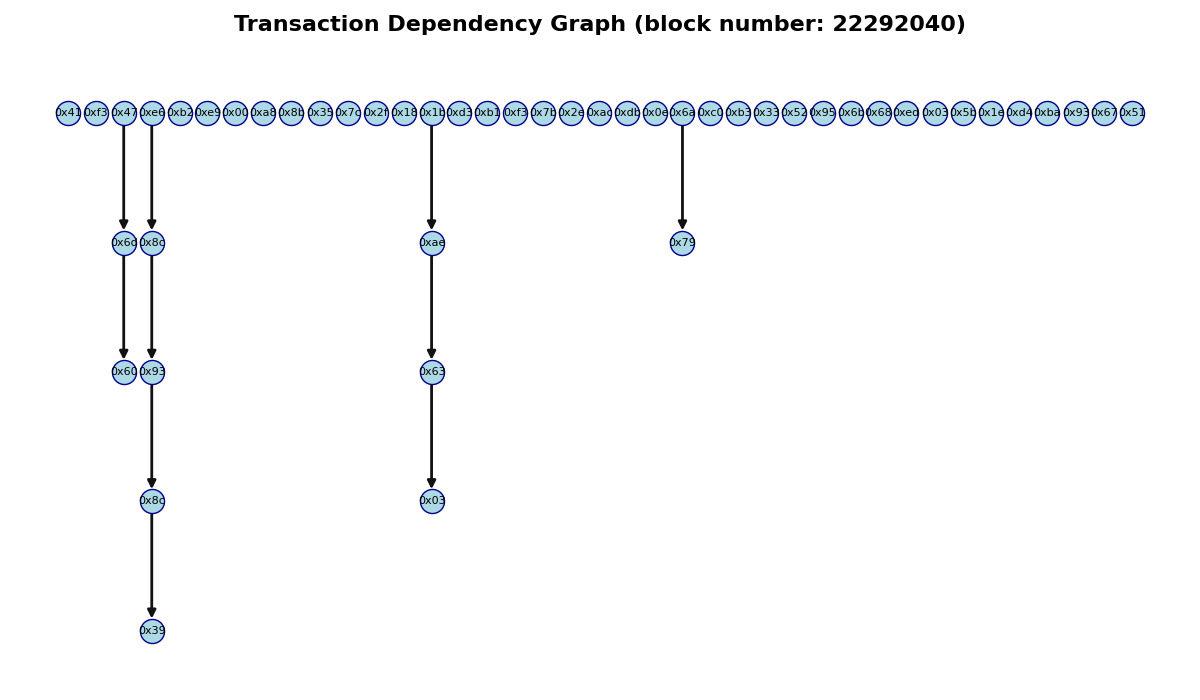 Transaction Dependency Graph (block number: 22292040)
0x41 0xf3 0x47 0xe6 0xb2 0xe9 0x00 0xa8 0x8b 0x35 0x7c 0x2f 0x18 0x1b 0xd3 0xb1 0xf3 0x7b 0x2e 0xac 0xdb 0x0e 0x6a 0xc0 0xb3 0x33 0x52 0x95 0x6b 0x68 0xed 0x03 0x5b 0x1e 0xd4 0xba 0x93 0x67 0x51
0x6d 0x8c 0xae 0x79
0x60 0x93 0x63
0x8c 0x03
0x39